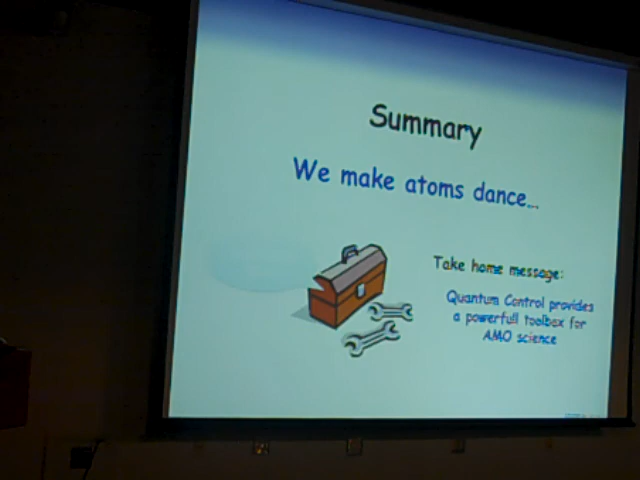 Summary
We make atoms dance...
Take home message:
Quantum Control provides
a powerfull toolbox for
AMO science